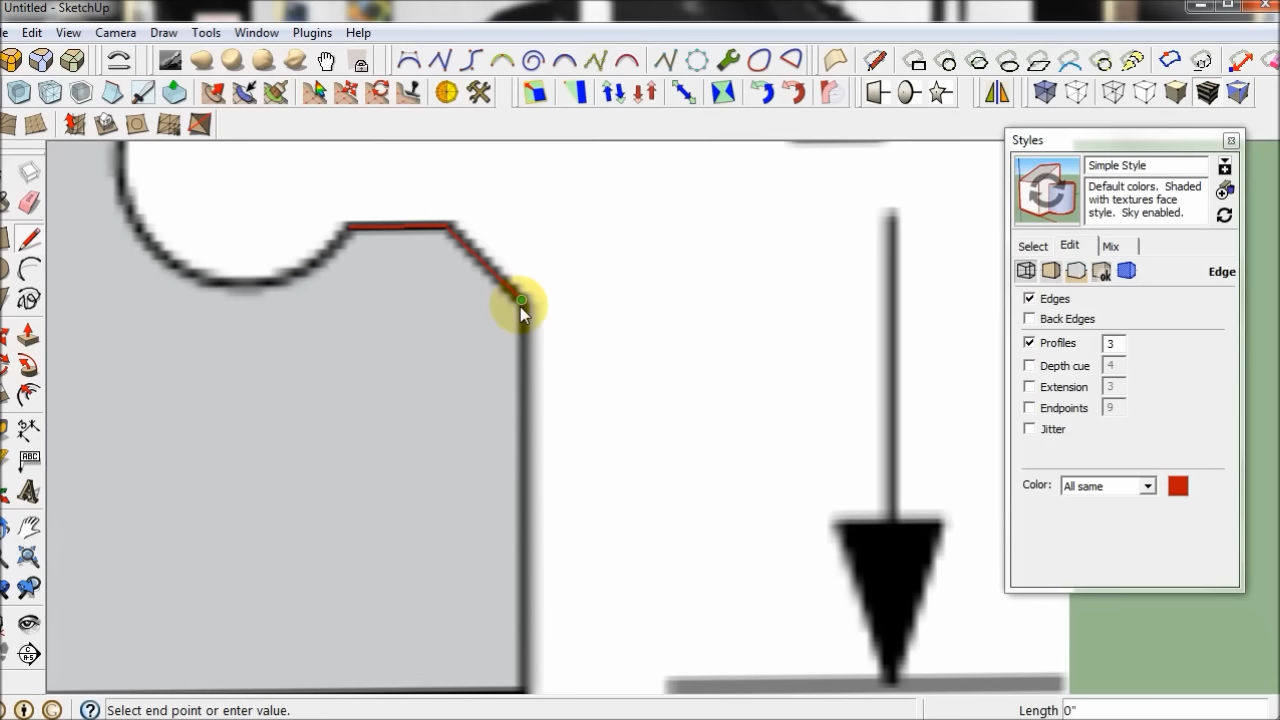 Untitled - SketchUp
Edit View Camera Draw Tools Window Plugins Help
Styles
Simple Style
Default colors. Shaded
with textures face
style. Sky enabled.
Select Edit Mix
Edge
Edges
Back Edges
Profiles 3
Depth cue 4
Extension 3
Endpoints 9
Jitter
Color: All same
ABC
Select end point or enter value.
Length 0"